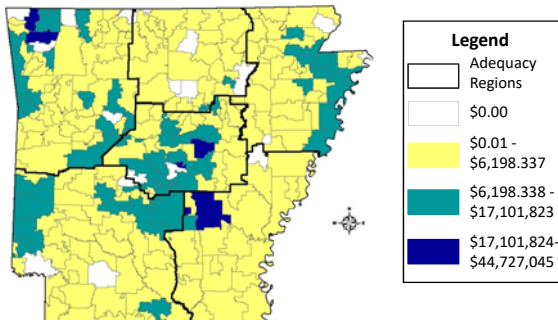 Legend
Adequacy
Regions
$0.00
$0.01 -
$6,198.337
$6,198.338 -
$17,101,823
$17,101,824-
$44,727,045